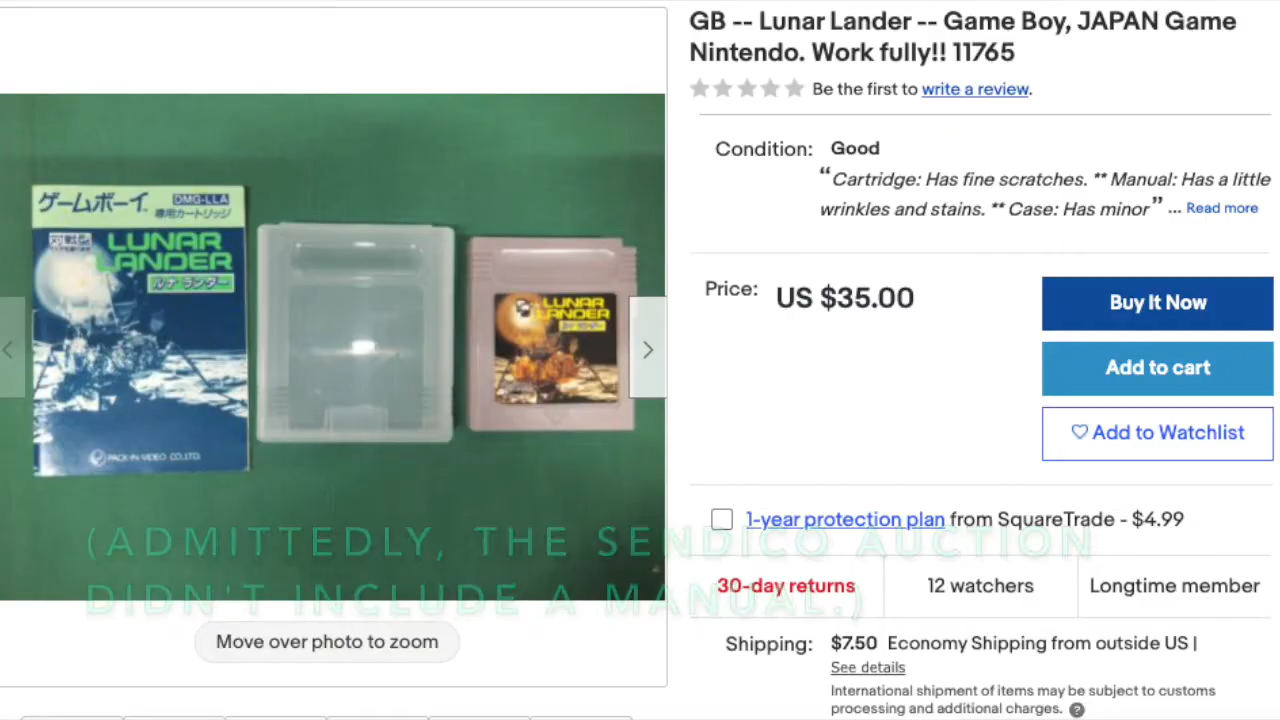 GB -- Lunar Lander -- Game Boy, JAPAN Game
Nintendo. Work fully!! 11765
Be the first to write a review.
Condition: Good
“Cartridge: Has fine scratches. ** Manual: Has a little
wrinkles and stains. ** Case: Has minor” ... Read more
Price: US $35.00
Buy It Now
Add to cart
Add to Watchlist
1-year protection plan from SquareTrade - $4.99
30-day returns
12 watchers
Longtime member
Shipping: $7.50 Economy Shipping from outside US |
See details
International shipment of items may be subject to customs
processing and additional charges.
ゲームボーイ
DMG-LLA
専用カートリッジ
LUNAR
LANDER
ルナランダー
PACK-IN-VIDEO CO.,LTD.
LUNAR
LANDER
(ADMITTEDLY, THE SENDICO AUCTION
DIDN'T INCLUDE A MANUAL.)
Move over photo to zoom